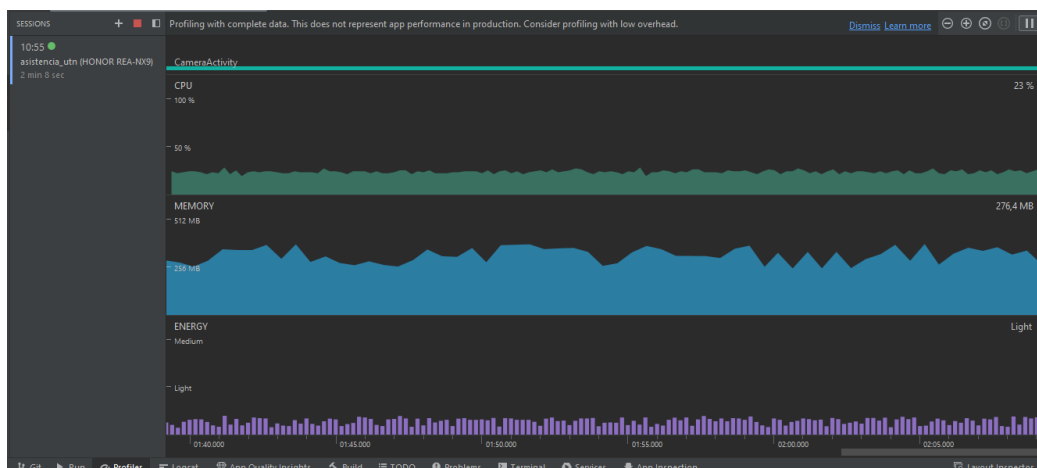 SESSIONS
Profiling with complete data. This does not represent app performance in production. Consider profiling with low overhead.
Dismiss Learn more
10:55
asistencia_utn (HONOR REA-NX9)
2 min 8 sec
CameraActivity
CPU
23 %
100 %
50 %
MEMORY
276,4 MB
512 MB
256 MB
ENERGY
Light
Medium
Light
01:40.000
01:45.000
01:50.000
01:55.000
02:00.000
02:05.000
Git Run Profiler Logcat App Quality Insights Build TODO Problems Terminal Services App Inspection Layout Inspector